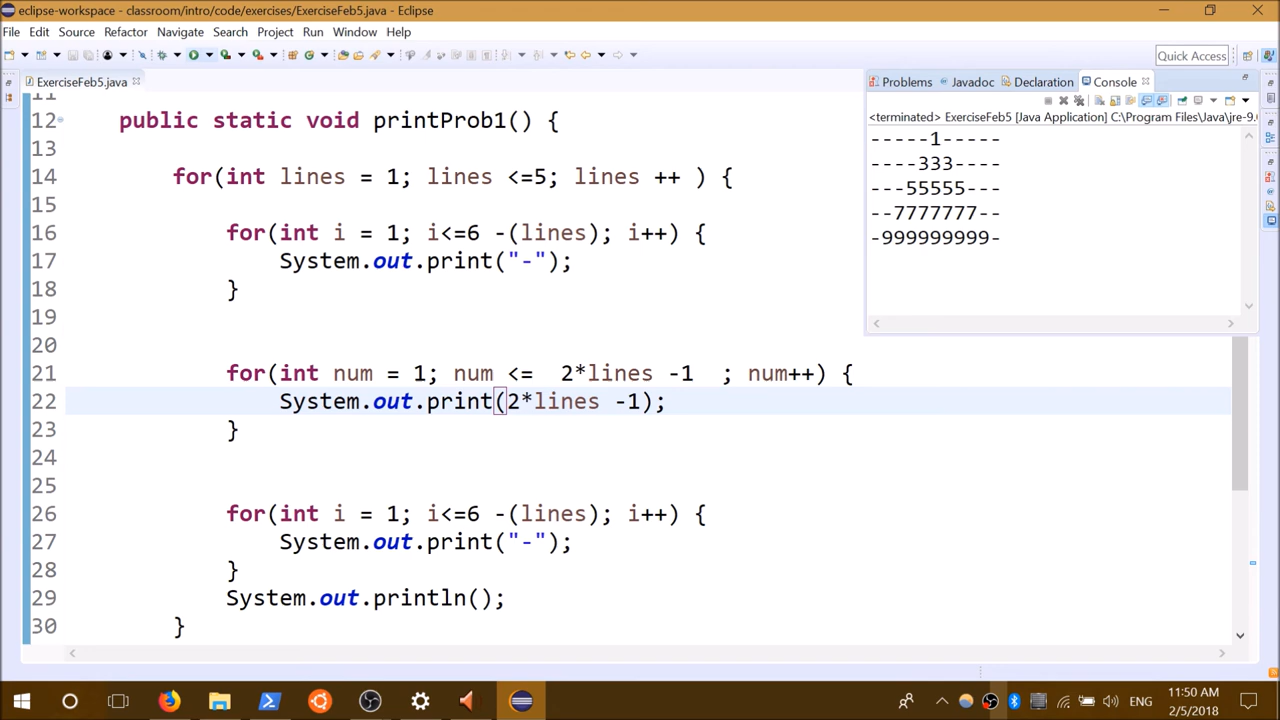 eclipse-workspace - classroom/intro/code/exercises/ExerciseFeb5.java - Eclipse
File Edit Source Refactor Navigate Search Project Run Window Help
Quick Access
ExerciseFeb5.java
Problems Javadoc Declaration Console
<terminated> ExerciseFeb5 [Java Application] C:\Program Files\Java\jre-9.
-----1-----
----333----
---55555---
--7777777--
-999999999-
11
12 public static void printProb1() {
13
14 for(int lines = 1; lines <=5; lines ++ ) {
15
16 for(int i = 1; i<=6 -(lines); i++) {
17 System.out.print("-");
18 }
19
20
21 for(int num = 1; num <=  2*lines -1  ; num++) {
22 System.out.print(2*lines -1);
23 }
24
25
26 for(int i = 1; i<=6 -(lines); i++) {
27 System.out.print("-");
28 }
29 System.out.println();
30 }
ENG
11:50 AM
2/5/2018